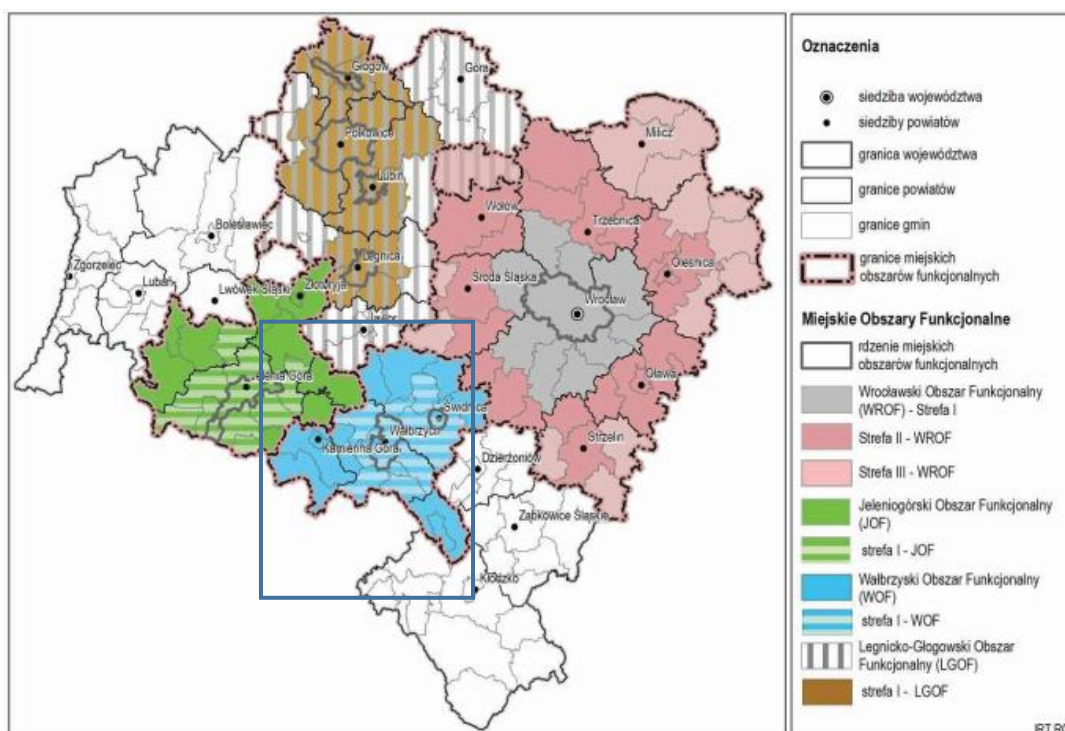 Głogów
Góra
Milicz
Polkowice
Lubin
Wołów
Trzebnica
Bolesławiec
Oleśnica
Legnica
Zgorzelec
Środa Śląska
Lubań
Lwówek Śląski
Złotoryja
Wrocław
Jelenia Góra
Oława
Świdnica
Wałbrzych
Kamienna Góra
Strzelin
Dzierżoniów
Ząbkowice Śląskie
Kłodzko
Oznaczenia
siedziba województwa
siedziby powiatów
granica województwa
granice powiatów
granice gmin
granice miejskich
obszarów funkcjonalnych
Miejskie Obszary Funkcjonalne
rdzenie miejskich
obszarów funkcjonalnych
Wrocławski Obszar Funkcjonalny
(WROF) - Strefa I
Strefa II - WROF
Strefa III - WROF
Jeleniogórski Obszar Funkcjonalny
(JOF)
strefa I - JOF
Wałbrzyski Obszar Funkcjonalny
(WOF)
strefa I - WOF
Legnicko-Głogowski Obszar
Funkcjonalny (LGOF)
strefa I - LGOF